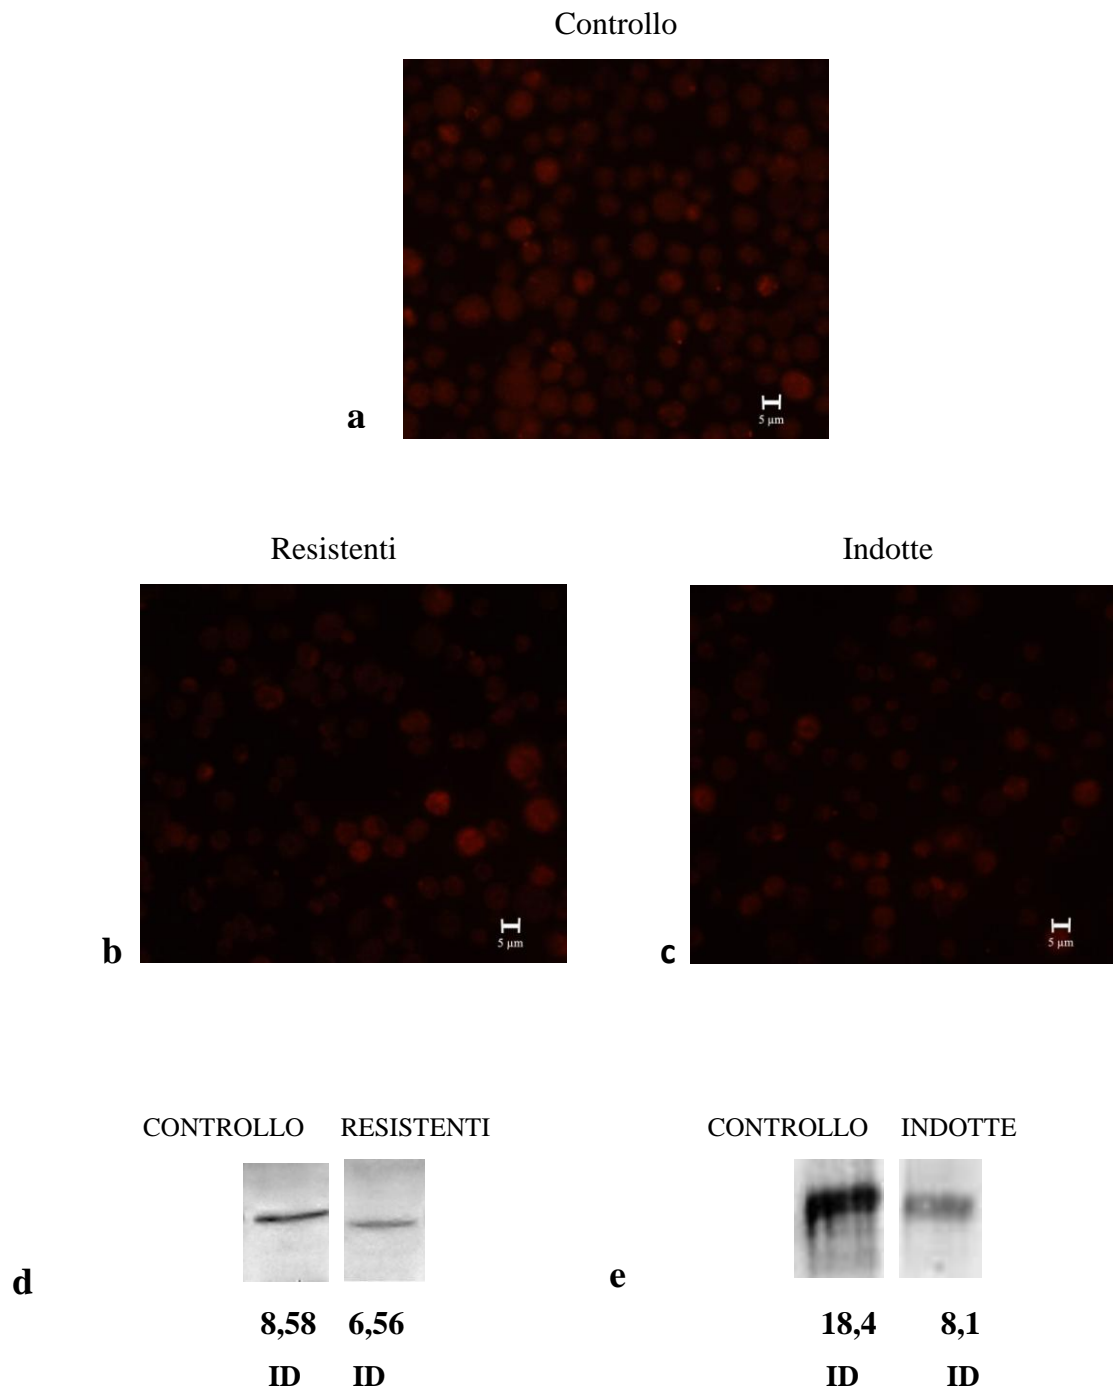 Controllo
5 µm
a
Resistenti
Indotte
5 µm
b
5 µm
c
CONTROLLO RESISTENTI
CONTROLLO INDOTTE
d
e
8,58 6,56
18,4 8,1
ID ID
ID ID